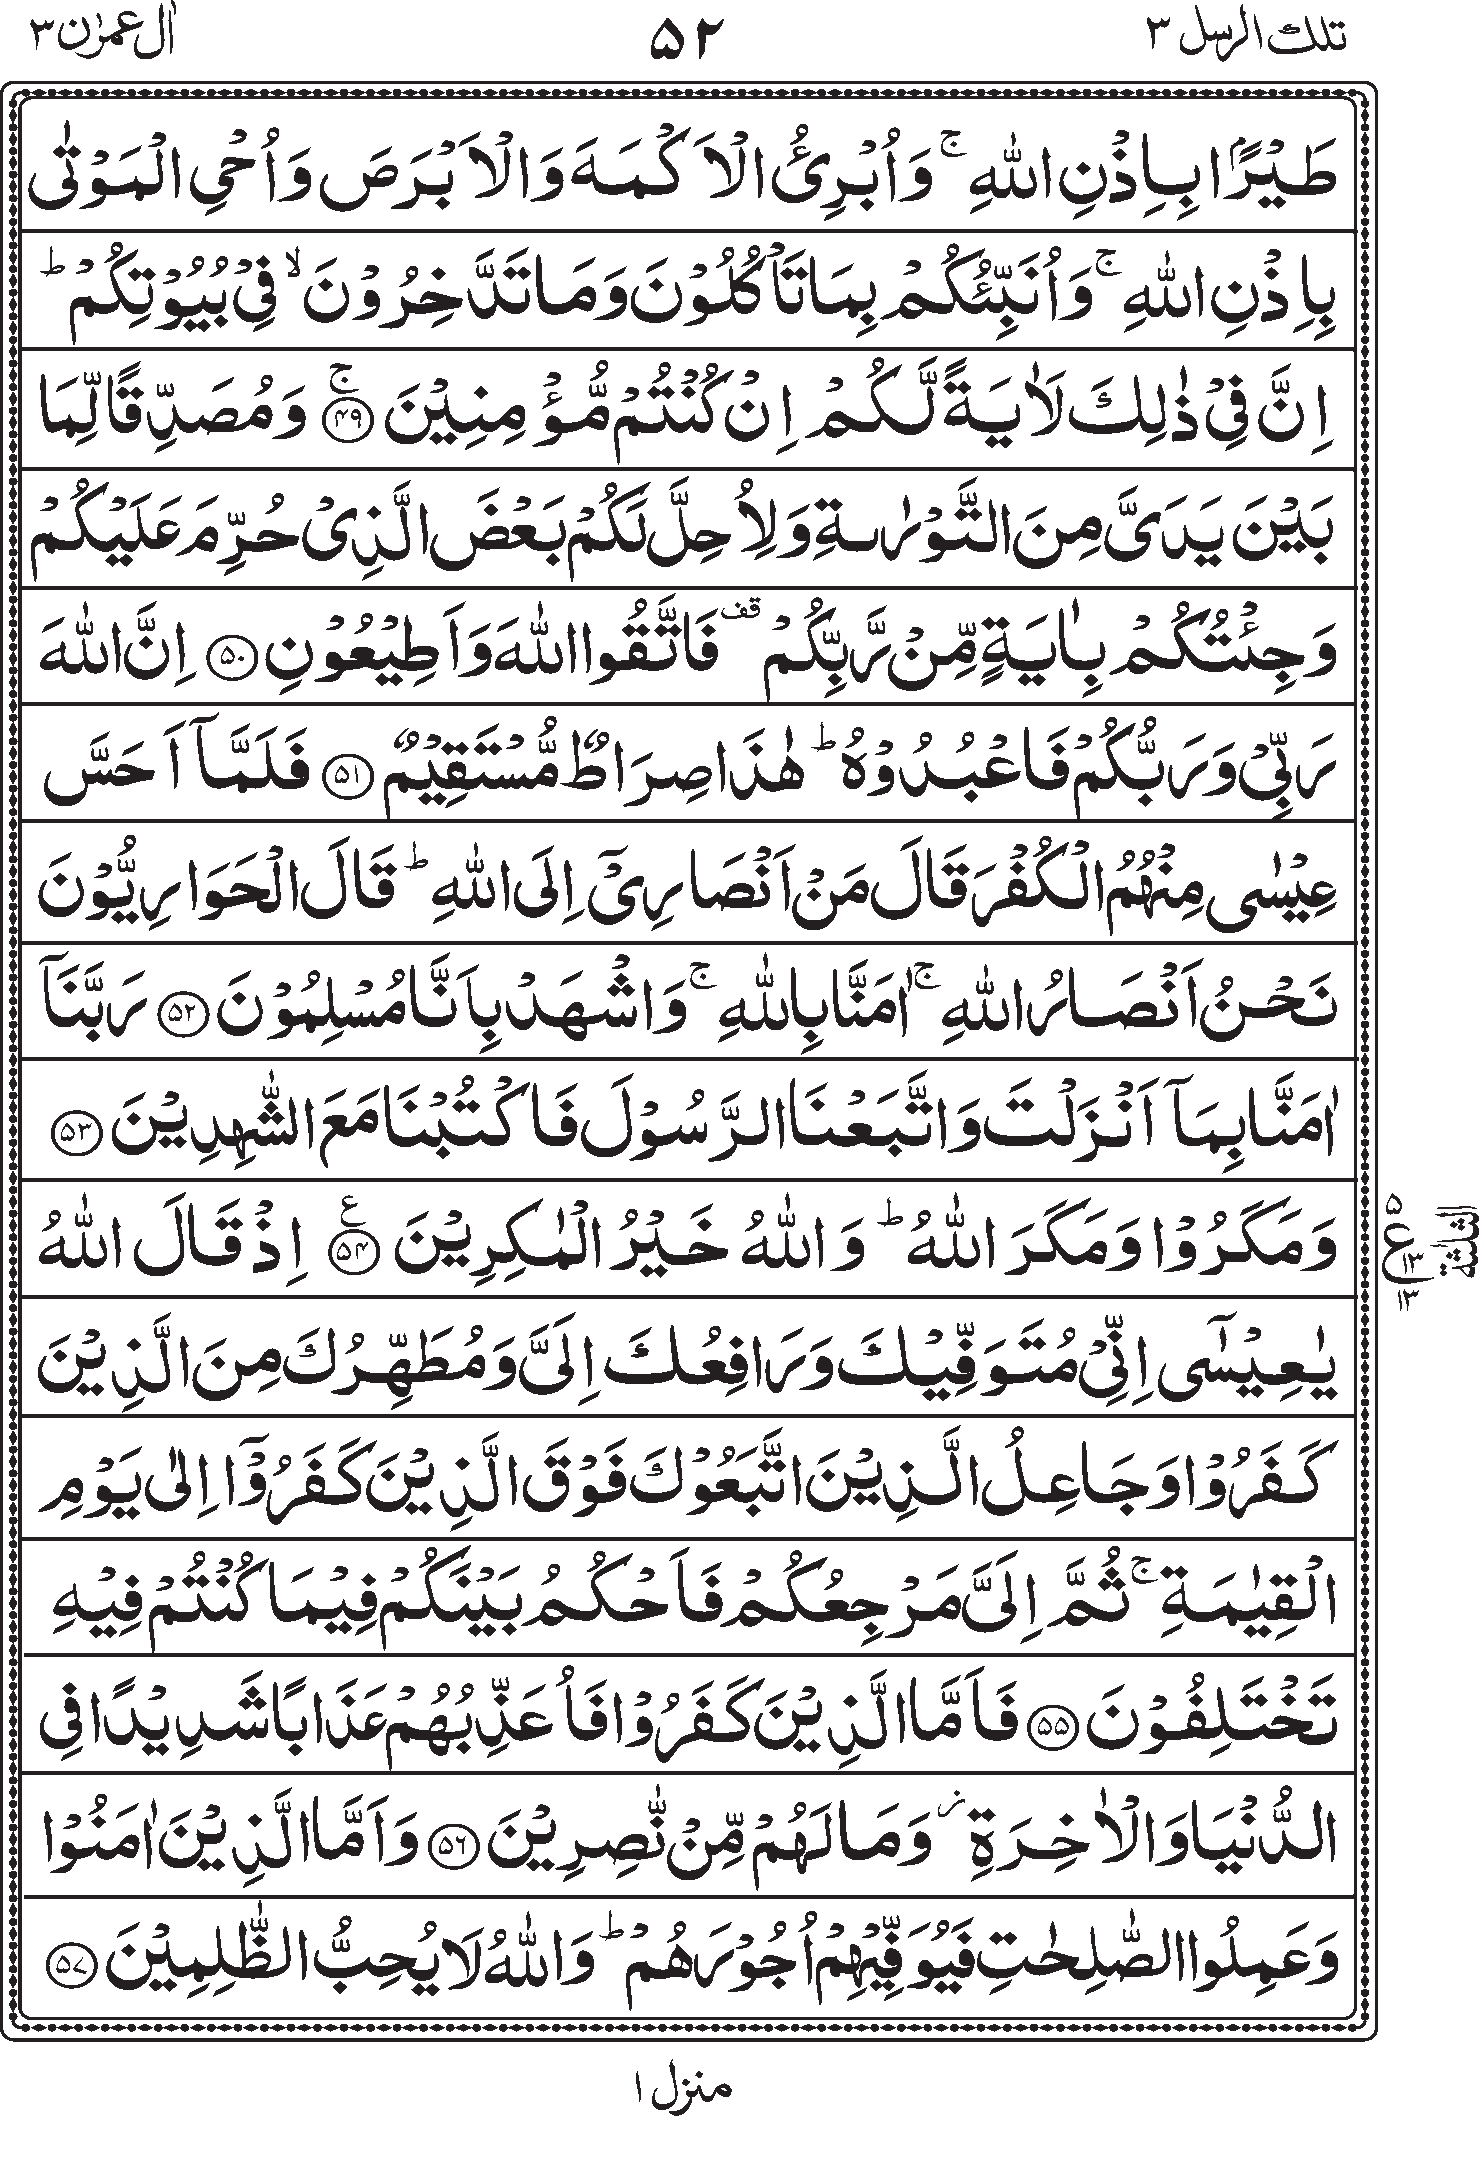 تلك الرسل ٣ ٥٢ اٰل عمرٰن ٣
طَيْرًۢا بِاِذْنِ اللّٰهِ ۚ وَاُبْرِئُ الْاَكْمَهَ وَالْاَبْرَصَ وَاُحْيِ الْمَوْتٰى
بِاِذْنِ اللّٰهِ ۚ وَاُنَبِّئُكُمْ بِمَا تَاْكُلُوْنَ وَمَا تَدَّخِرُوْنَ ۙ فِيْ بُيُوْتِكُمْ ؕ
اِنَّ فِيْ ذٰلِكَ لَاٰيَةً لَّكُمْ اِنْ كُنْتُمْ مُّؤْمِنِيْنَ ۚ ﴿۴۹﴾ وَمُصَدِّقًا لِّمَا
بَيْنَ يَدَيَّ مِنَ التَّوْرٰىةِ وَلِاُحِلَّ لَكُمْ بَعْضَ الَّذِيْ حُرِّمَ عَلَيْكُمْ
وَجِئْتُكُمْ بِاٰيَةٍ مِّنْ رَّبِّكُمْ قف فَاتَّقُوا اللّٰهَ وَاَطِيْعُوْنِ ﴿۵۰﴾ اِنَّ اللّٰهَ
رَبِّيْ وَرَبُّكُمْ فَاعْبُدُوْهُ ؕ هٰذَا صِرَاطٌ مُّسْتَقِيْمٌ ﴿۵۱﴾ فَلَمَّاۤ اَحَسَّ
عِيْسٰى مِنْهُمُ الْكُفْرَ قَالَ مَنْ اَنْصَارِيْۤ اِلَى اللّٰهِ ؕ قَالَ الْحَوَارِيُّوْنَ
نَحْنُ اَنْصَارُ اللّٰهِ ۚ اٰمَنَّا بِاللّٰهِ ۚ وَاشْهَدْ بِاَنَّا مُسْلِمُوْنَ ﴿۵۲﴾ رَبَّنَاۤ
اٰمَنَّا بِمَاۤ اَنْزَلْتَ وَاتَّبَعْنَا الرَّسُوْلَ فَاكْتُبْنَا مَعَ الشّٰهِدِيْنَ ﴿۵۳﴾
وَمَكَرُوْا وَمَكَرَ اللّٰهُ ؕ وَاللّٰهُ خَيْرُ الْمٰكِرِيْنَ ع ﴿۵۴﴾ اِذْ قَالَ اللّٰهُ
الثلثة
٥ ع ١٣ ١٣
يٰعِيْسٰۤى اِنِّيْ مُتَوَفِّيْكَ وَرَافِعُكَ اِلَيَّ وَمُطَهِّرُكَ مِنَ الَّذِيْنَ
كَفَرُوْا وَجَاعِلُ الَّذِيْنَ اتَّبَعُوْكَ فَوْقَ الَّذِيْنَ كَفَرُوْۤا اِلٰى يَوْمِ
الْقِيٰمَةِ ۚ ثُمَّ اِلَيَّ مَرْجِعُكُمْ فَاَحْكُمُ بَيْنَكُمْ فِيْمَا كُنْتُمْ فِيْهِ
تَخْتَلِفُوْنَ ﴿۵۵﴾ فَاَمَّا الَّذِيْنَ كَفَرُوْا فَاُعَذِّبُهُمْ عَذَابًا شَدِيْدًا فِي
الدُّنْيَا وَالْاٰخِرَةِ ز وَمَا لَهُمْ مِّنْ نّٰصِرِيْنَ ﴿۵۶﴾ وَاَمَّا الَّذِيْنَ اٰمَنُوْا
وَعَمِلُوا الصّٰلِحٰتِ فَيُوَفِّيْهِمْ اُجُوْرَهُمْ ؕ وَاللّٰهُ لَا يُحِبُّ الظّٰلِمِيْنَ ﴿۵۷﴾
منزل ١